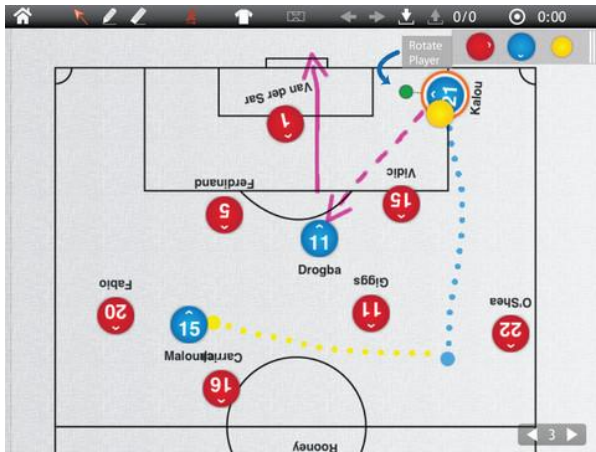 0/0
0:00
Rotate
Player
Van der Sar
1
21
Kalou
Vidic
15
Ferdinand
5
11
Drogba
Giggs
11
Fabio
20
15
Malouda
Carrick
16
O'Shea
22
Rooney
3